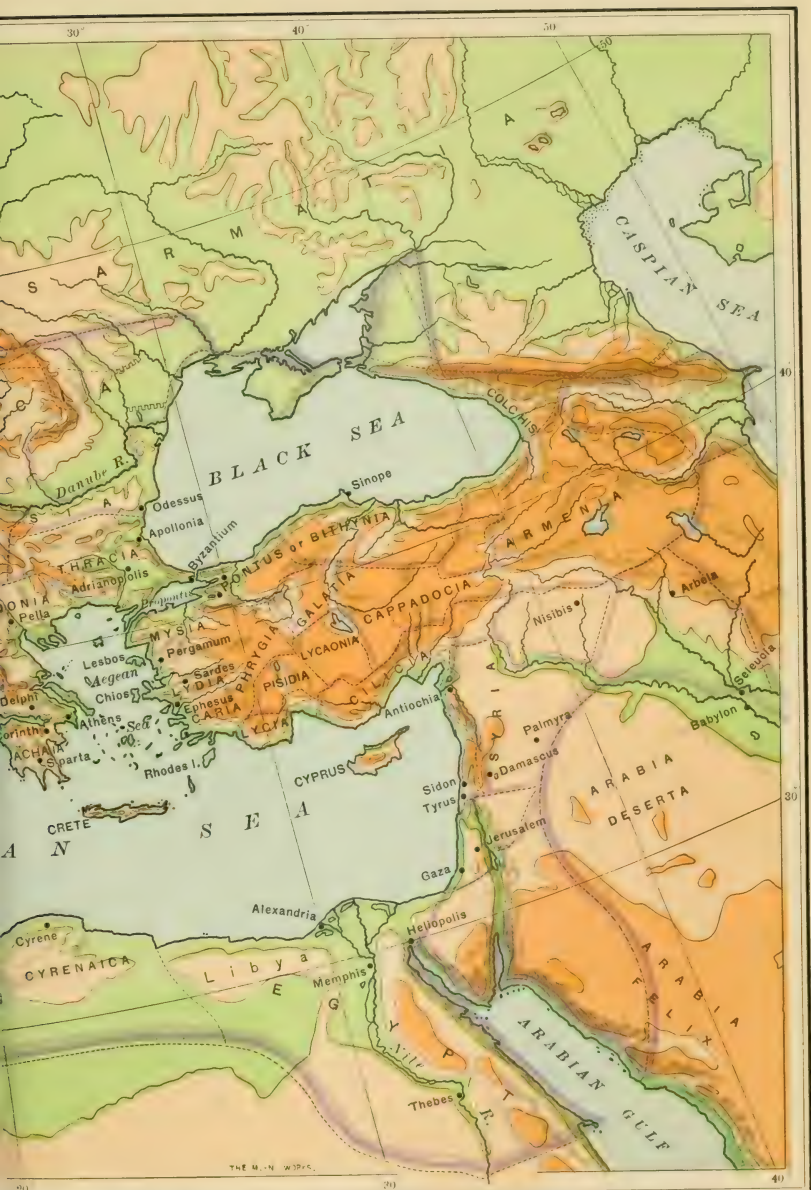 30°
40°
50°
50°
A
CASPIAN SEA
S A R M A T
40
COLCHIS
C I A
BLACK SEA
Danube R.
Sinope
Odessus
S I A
Apollonia
Byzantium
PONTUS or BITHYNIA
ARMENIA
THRACIA
Adrianopolis
Propontis
GALATIA
CAPPADOCIA
Arbela
DONIA
Pella
Nisibis
MYSIA
Pergamum
PHRYGIA
LYCAONIA
Lesbos
Aegean
Sardes
LYDIA
PISIDIA
CILICIA
Seleucia
Chios
Ephesus
CARIA
Delphi
Antiochia
SYRIA
Athens
Sea
LYCIA
Babylon
orinth
Palmyra
ACHAIA
Sparta
Rhodes I.
CYPRUS
Damascus
ARABIA
DESERTA
Sidon
Tyrus
30
CRETE
A N
S E A
Jerusalem
Gaza
Alexandria
Heliopolis
Cyrene
CYRENAICA
Libya
Memphis
ARABIA
FELIX
E G Y P T
ARABIAN GULF
Nile
R.
Thebes
40